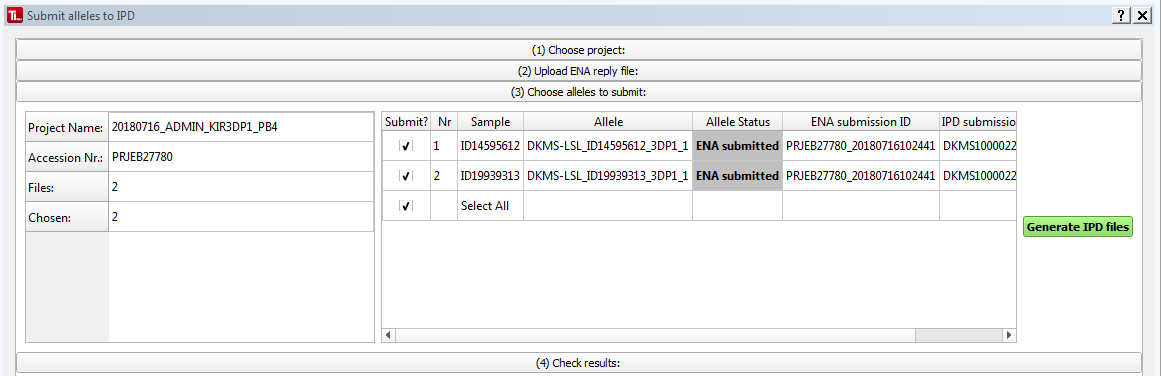 Submit alleles to IPD
(1) Choose project:
(2) Upload ENA reply file:
(3) Choose alleles to submit:
Project Name: 20180716_ADMIN_KIR3DP1_PB4
Accession Nr.: PRJEB27780
Files: 2
Chosen: 2
Submit? Nr Sample Allele Allele Status ENA submission ID IPD submissio
1 ID14595612 DKMS-LSL_ID14595612_3DP1_1 ENA submitted PRJEB27780_20180716102441 DKMS1000022
2 ID19939313 DKMS-LSL_ID19939313_3DP1_1 ENA submitted PRJEB27780_20180716102441 DKMS1000022
Select All
Generate IPD files
(4) Check results: